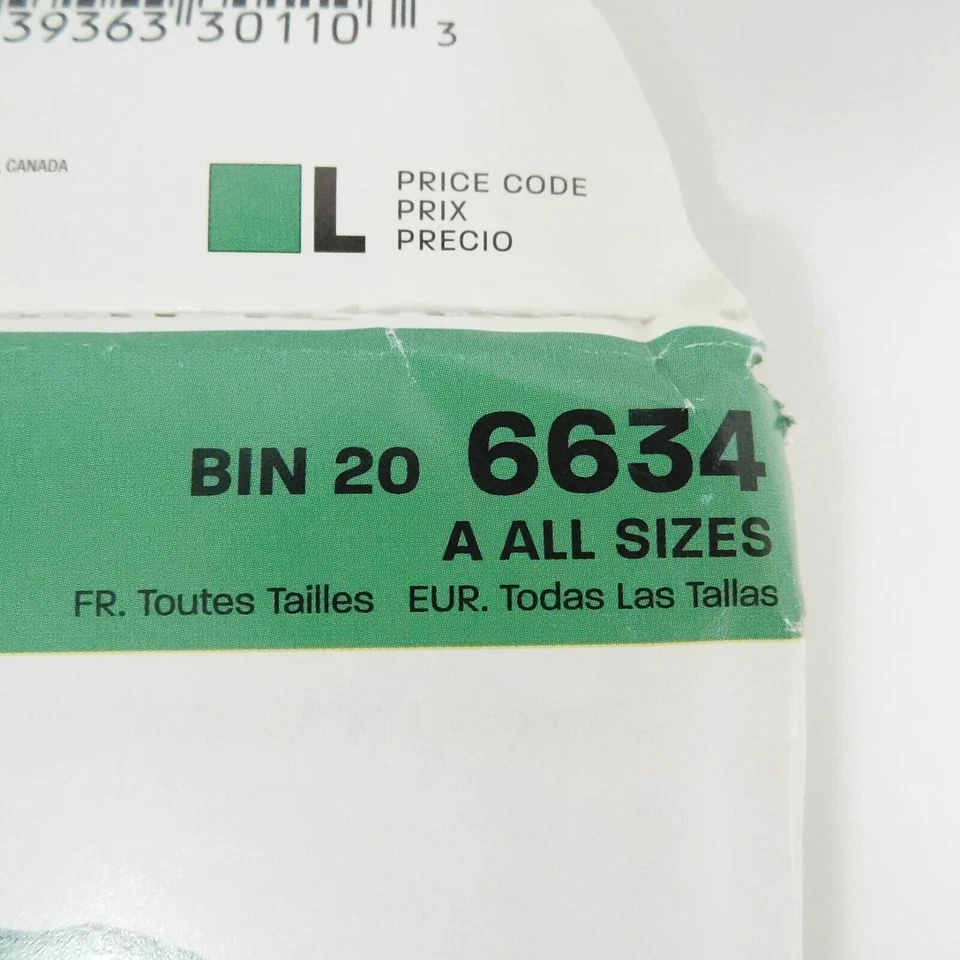 39363 30110 3
, CANADA
L
PRICE CODE
PRIX
PRECIO
BIN 20 6634
A ALL SIZES
FR. Toutes Tailles EUR. Todas Las Tallas